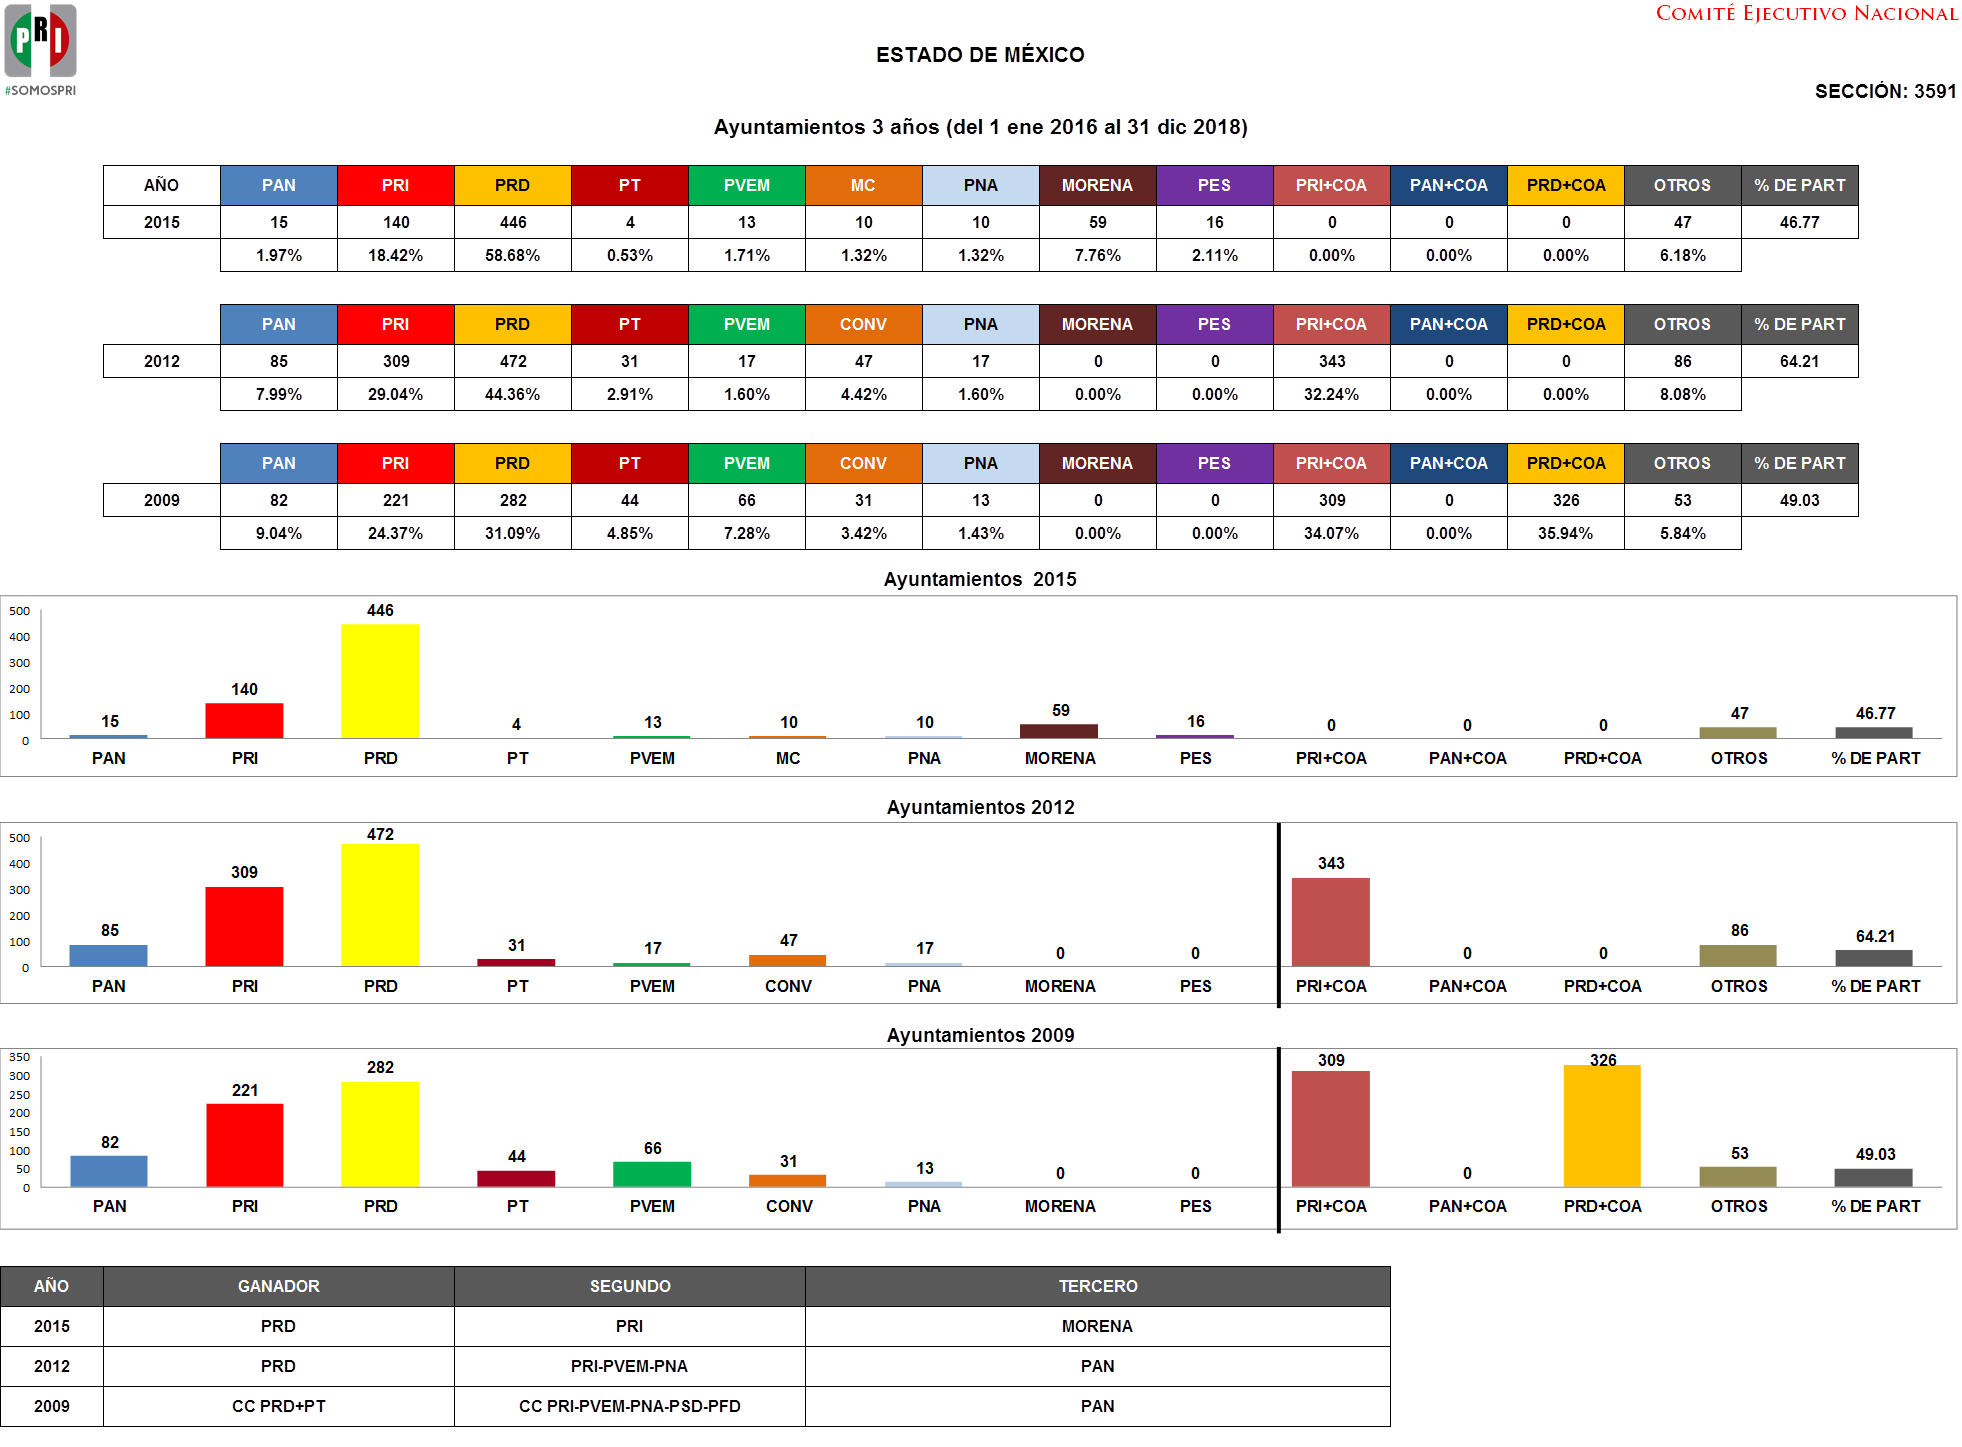 PRI
#SOMOSPRI
COMITÉ EJECUTIVO NACIONAL
ESTADO DE MÉXICO
SECCIÓN: 3591
Ayuntamientos 3 años (del 1 ene 2016 al 31 dic 2018)
AÑO PAN PRI PRD PT PVEM MC PNA MORENA PES PRI+COA PAN+COA PRD+COA OTROS % DE PART
2015 15 140 446 4 13 10 10 59 16 0 0 0 47 46.77
1.97% 18.42% 58.68% 0.53% 1.71% 1.32% 1.32% 7.76% 2.11% 0.00% 0.00% 0.00% 6.18%
PAN PRI PRD PT PVEM CONV PNA MORENA PES PRI+COA PAN+COA PRD+COA OTROS % DE PART
2012 85 309 472 31 17 47 17 0 0 343 0 0 86 64.21
7.99% 29.04% 44.36% 2.91% 1.60% 4.42% 1.60% 0.00% 0.00% 32.24% 0.00% 0.00% 8.08%
PAN PRI PRD PT PVEM CONV PNA MORENA PES PRI+COA PAN+COA PRD+COA OTROS % DE PART
2009 82 221 282 44 66 31 13 0 0 309 0 326 53 49.03
9.04% 24.37% 31.09% 4.85% 7.28% 3.42% 1.43% 0.00% 0.00% 34.07% 0.00% 35.94% 5.84%
Ayuntamientos 2015
500
400
300
200
100
0
15 140 446 4 13 10 10 59 16 0 0 0 47 46.77
PAN PRI PRD PT PVEM MC PNA MORENA PES PRI+COA PAN+COA PRD+COA OTROS % DE PART
Ayuntamientos 2012
500
400
300
200
100
0
85 309 472 31 17 47 17 0 0 343 0 0 86 64.21
PAN PRI PRD PT PVEM CONV PNA MORENA PES PRI+COA PAN+COA PRD+COA OTROS % DE PART
Ayuntamientos 2009
350
300
250
200
150
100
50
0
82 221 282 44 66 31 13 0 0 309 0 326 53 49.03
PAN PRI PRD PT PVEM CONV PNA MORENA PES PRI+COA PAN+COA PRD+COA OTROS % DE PART
AÑO GANADOR SEGUNDO TERCERO
2015 PRD PRI MORENA
2012 PRD PRI-PVEM-PNA PAN
2009 CC PRD+PT CC PRI-PVEM-PNA-PSD-PFD PAN